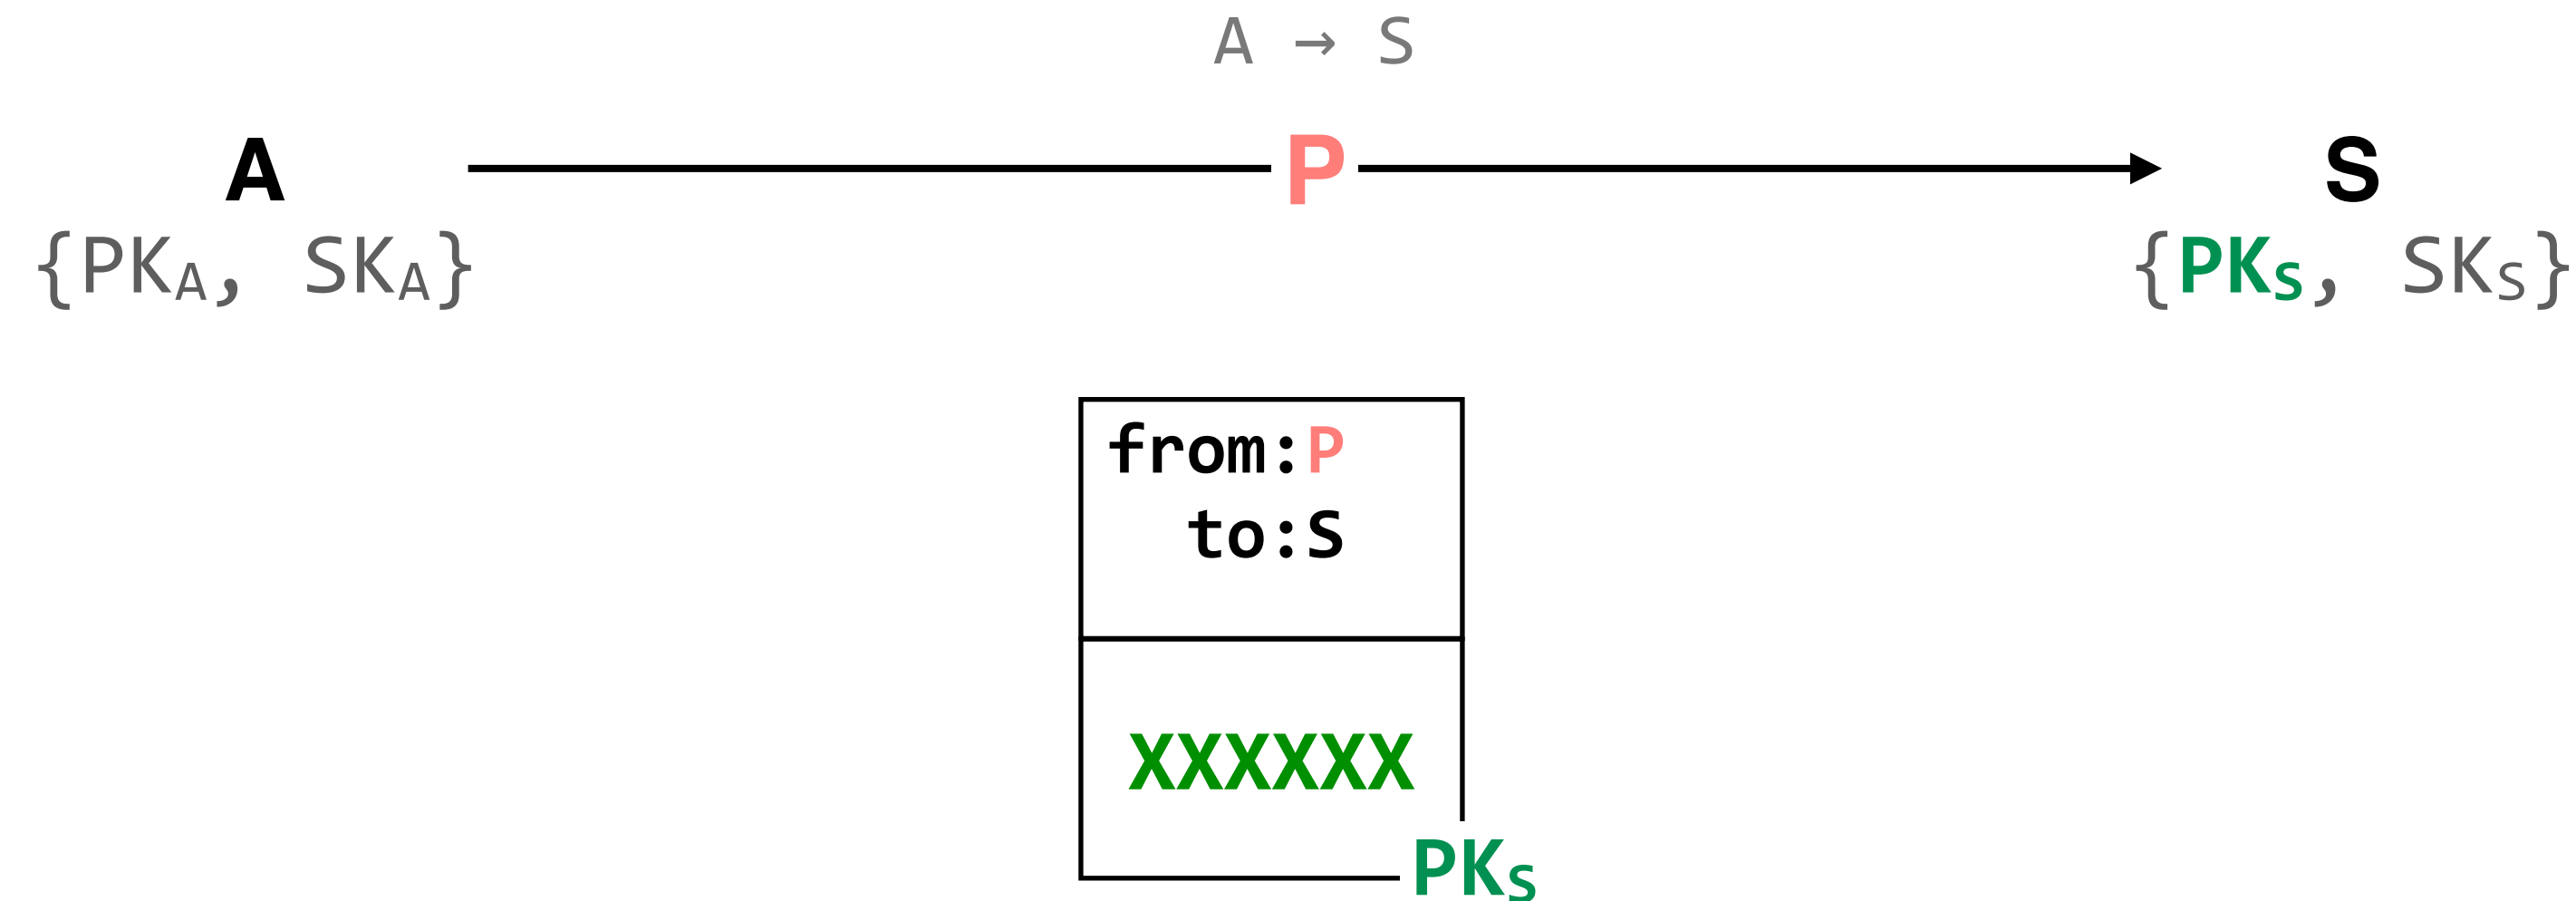 A → S
A P S
{PKA, SKA} {PKS, SKS}
from:P
to:S
XXXXXX
PKS